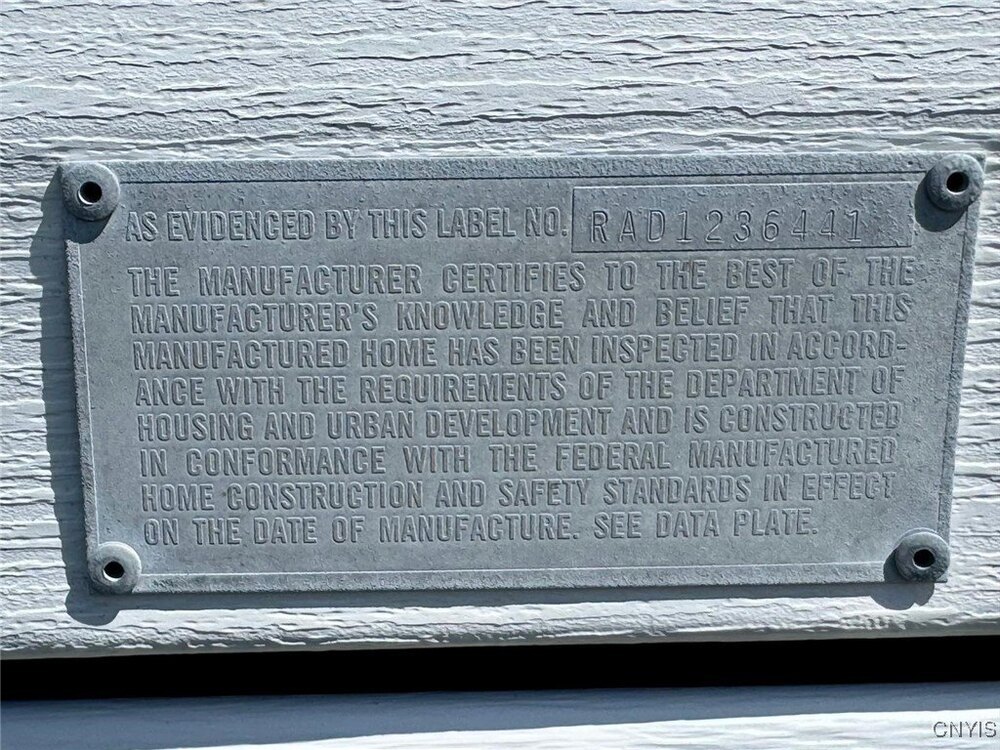 AS EVIDENCED BY THIS LABEL NO. RAD1236441
THE MANUFACTURER CERTIFIES TO THE BEST OF THE
MANUFACTURER'S KNOWLEDGE AND BELIEF THAT THIS
MANUFACTURED HOME HAS BEEN INSPECTED IN ACCORD-
ANCE WITH THE REQUIREMENTS OF THE DEPARTMENT OF
HOUSING AND URBAN DEVELOPMENT AND IS CONSTRUCTED
IN CONFORMANCE WITH THE FEDERAL MANUFACTURED
HOME CONSTRUCTION AND SAFETY STANDARDS IN EFFECT
ON THE DATE OF MANUFACTURE. SEE DATA PLATE.
CNYIS